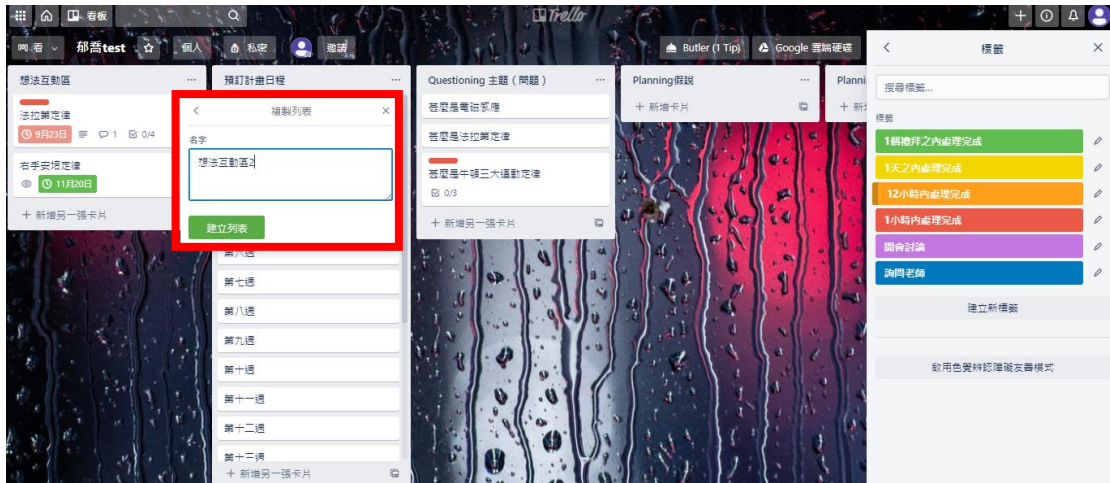 看板
Trello
看
郁喬test
個人
私密
邀請
Butler (1 Tip)
Google 雲端硬碟
想法互動區
法拉第定律
9月23日 1 0/4
右手安培定律
11月20日
+ 新增另一張卡片
預訂計畫日程
複製列表
名字
想法互動區2
建立列表
第六週
第七週
第八週
第九週
第十週
第十一週
第十二週
第十三週
+ 新增另一張卡片
Questioning 主題（問題）
甚麼是電磁感應
甚麼是法拉第定律
甚麼是牛頓三大運動定律
0/3
+ 新增另一張卡片
Planning假說
+ 新增卡片
Planni
+ 新增
標籤
搜尋標籤...
標籤
1個禮拜之內處理完成
1天之內處理完成
12小時內處理完成
1小時內處理完成
開會討論
詢問老師
建立新標籤
啟用色覺辨認障礙友善模式